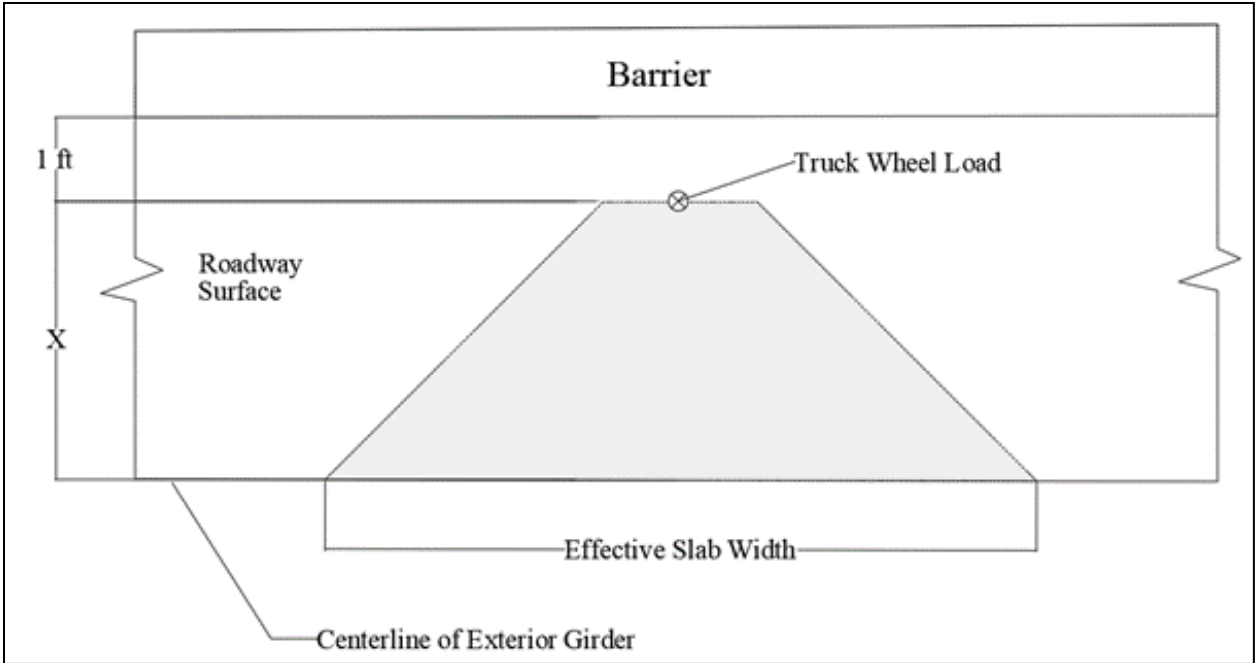 Barrier
1 ft
Truck Wheel Load
Roadway
Surface
X
Effective Slab Width
Centerline of Exterior Girder